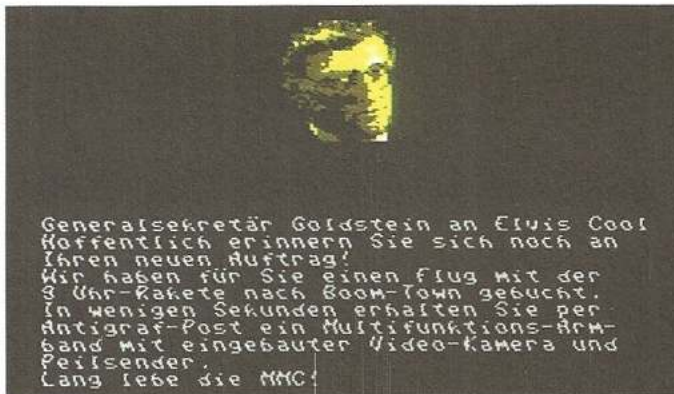 Generalsekretär Goldstein an Elvis Cool
Hoffentlich erinnern Sie sich noch an
Ihren neuen Auftrag!
Wir haben für Sie einen Flug mit der
9 Uhr-Rakete nach Boom-Town gebucht.
In wenigen Sekunden erhalten Sie per
Antigraf-Post ein Multifunktions-Arm-
band mit eingebauter Video-Kamera und
Peilsender.
Lang lebe die MMC!